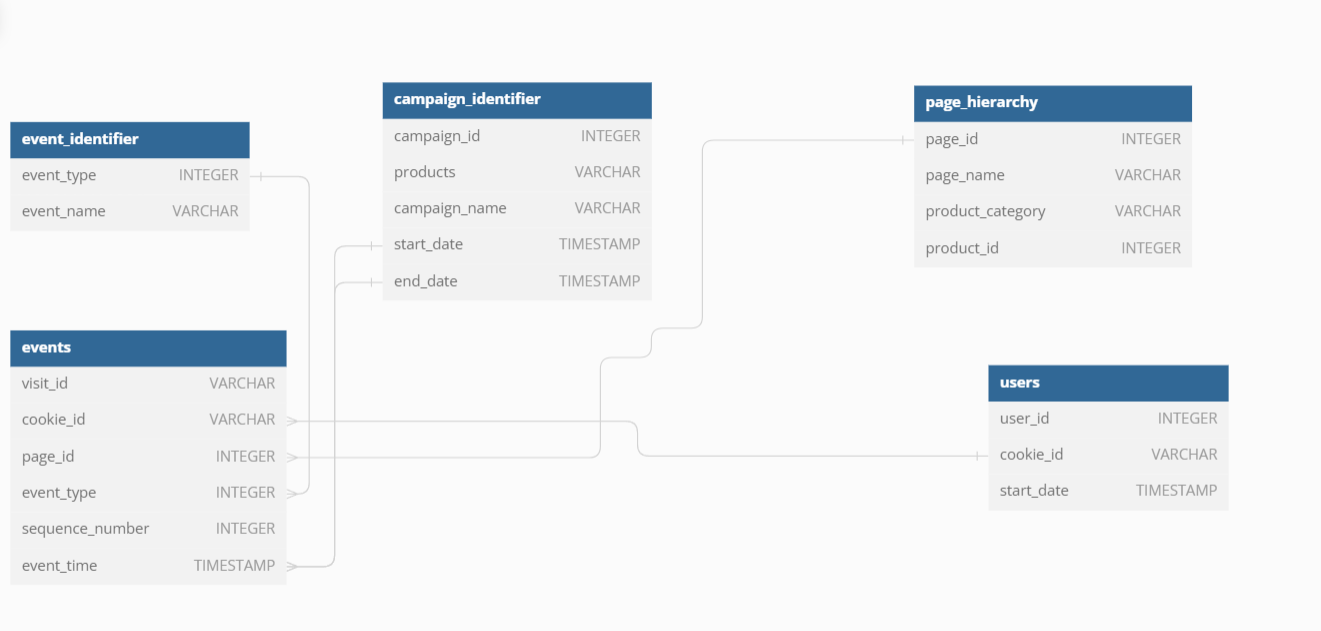 event_identifier
event_type INTEGER
event_name VARCHAR
campaign_identifier
campaign_id INTEGER
products VARCHAR
campaign_name VARCHAR
start_date TIMESTAMP
end_date TIMESTAMP
page_hierarchy
page_id INTEGER
page_name VARCHAR
product_category VARCHAR
product_id INTEGER
events
visit_id VARCHAR
cookie_id VARCHAR
page_id INTEGER
event_type INTEGER
sequence_number INTEGER
event_time TIMESTAMP
users
user_id INTEGER
cookie_id VARCHAR
start_date TIMESTAMP